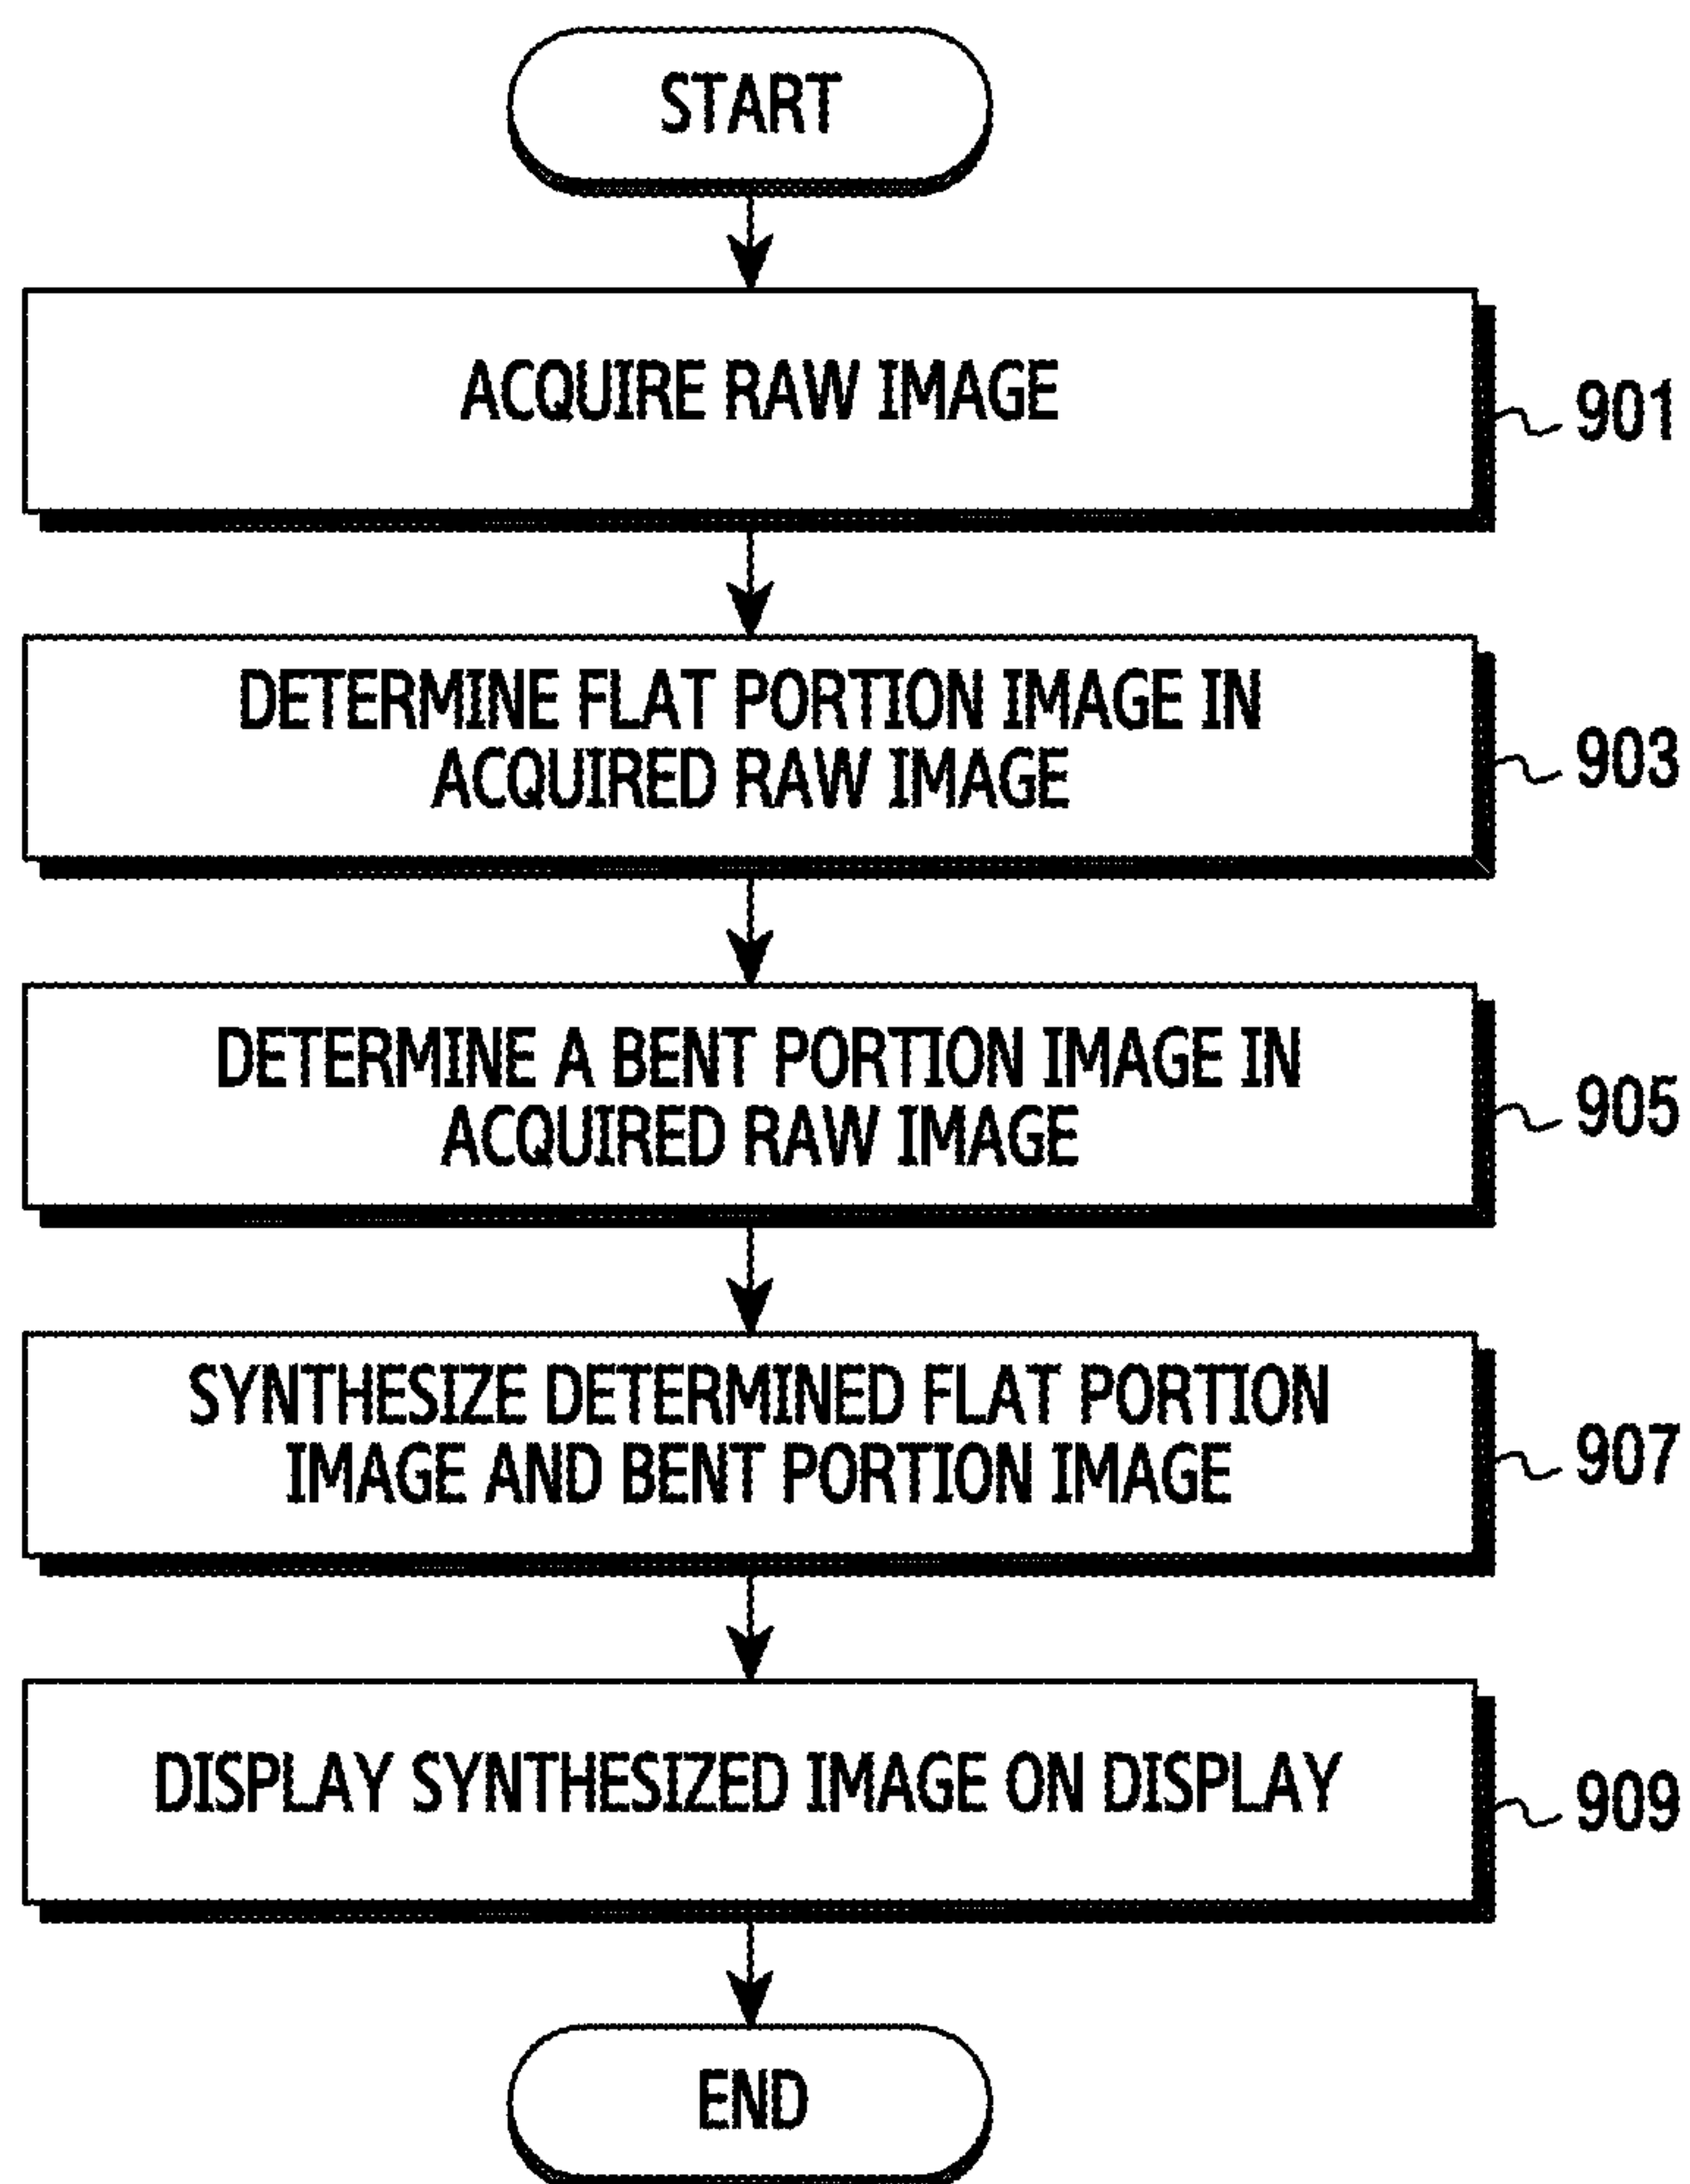 START
ACQUIRE RAW IMAGE
901
DETERMINE FLAT PORTION IMAGE IN
ACQUIRED RAW IMAGE
903
DETERMINE A BENT PORTION IMAGE IN
ACQUIRED RAW IMAGE
905
SYNTHESIZE DETERMINED FLAT PORTION
IMAGE AND BENT PORTION IMAGE
907
DISPLAY SYNTHESIZED IMAGE ON DISPLAY
909
END